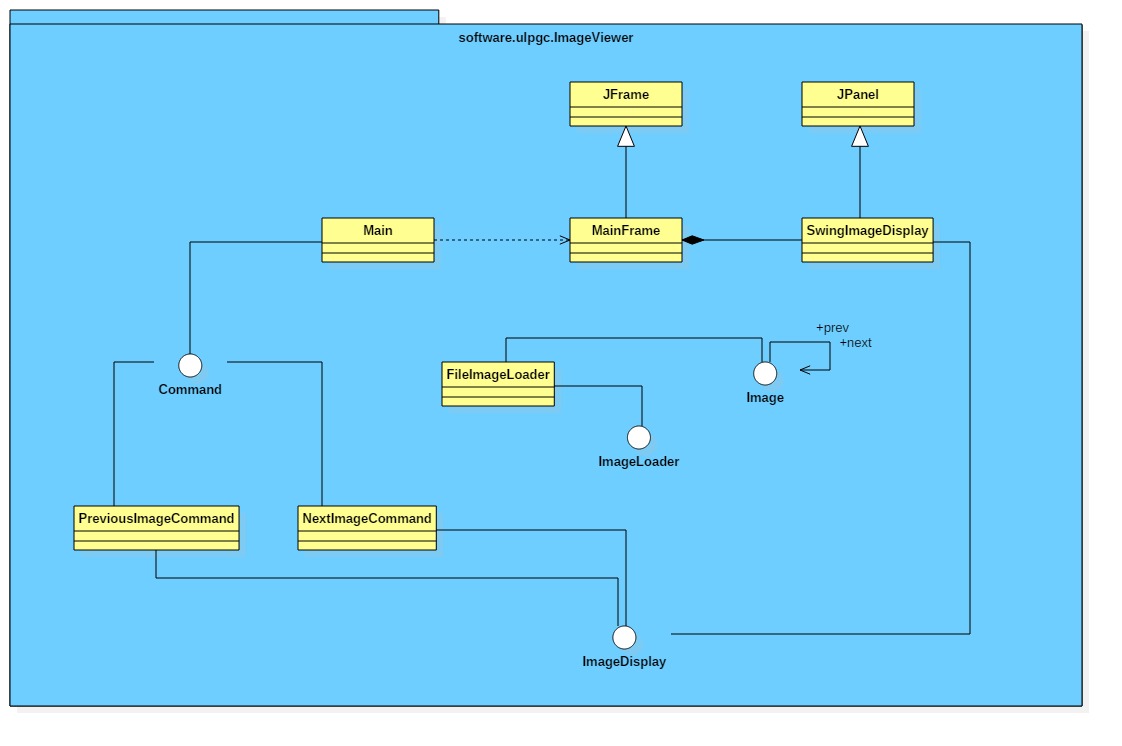 software.ulpgc.ImageViewer
JFrame
JPanel
Main
MainFrame
SwingImageDisplay
+prev
+next
Command
FileImageLoader
Image
ImageLoader
PreviousImageCommand
NextImageCommand
ImageDisplay